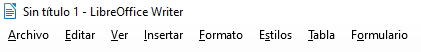 Sin título 1 - LibreOffice Writer
Archivo Editar Ver Insertar Formato Estilos Tabla Formulario